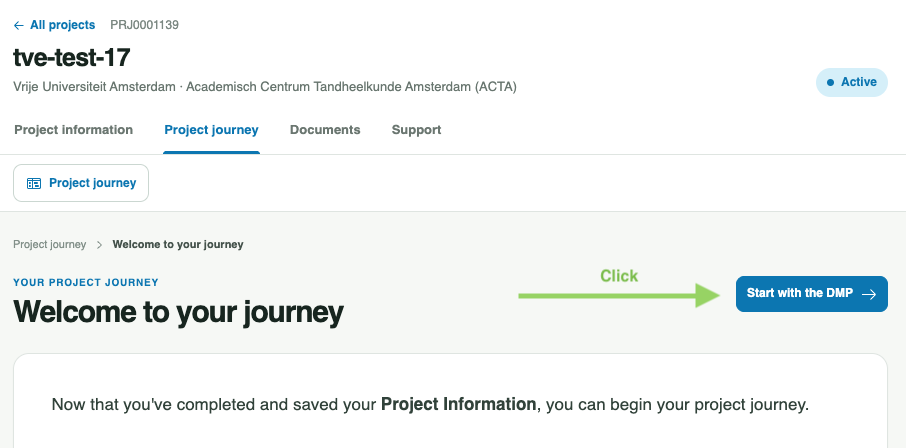 ← All projects PRJ0001139
tve-test-17
Vrije Universiteit Amsterdam · Academisch Centrum Tandheelkunde Amsterdam (ACTA)
Active
Project information Project journey Documents Support
Project journey
Project journey > Welcome to your journey
YOUR PROJECT JOURNEY
Welcome to your journey
Click
Start with the DMP →
Now that you've completed and saved your Project Information, you can begin your project journey.